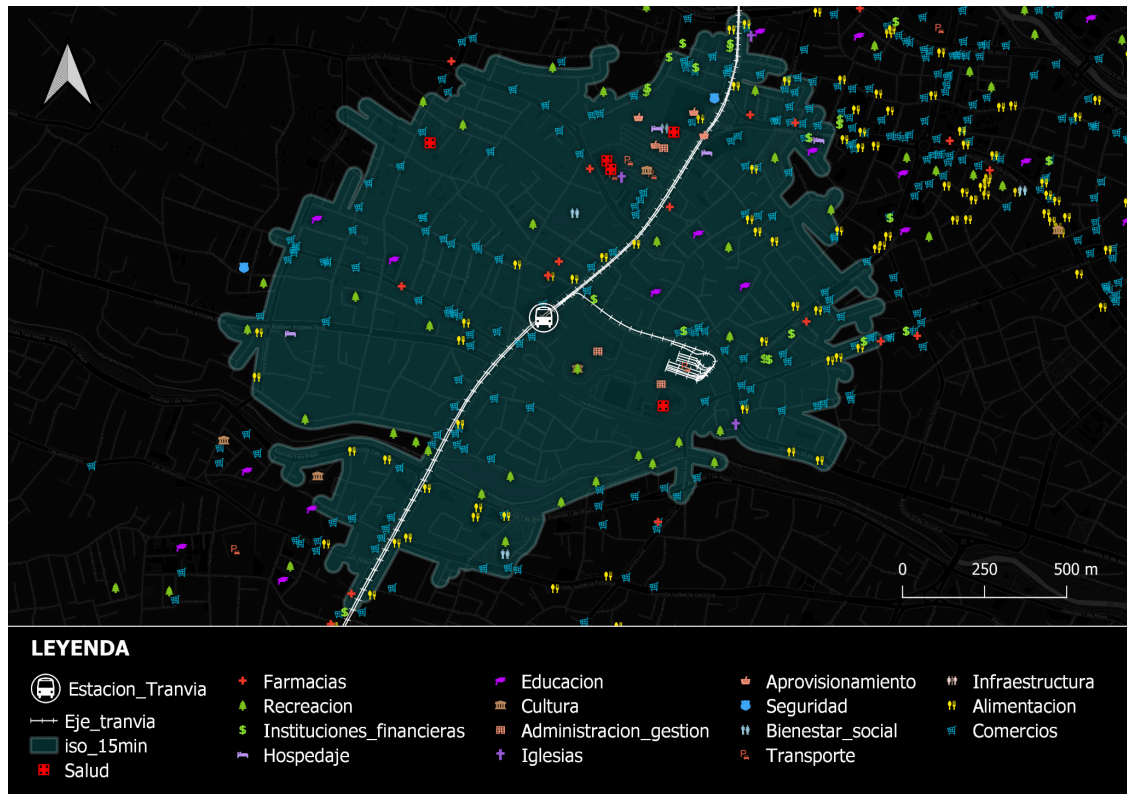 0 250 500 m
LEYENDA
Estacion_Tranvia
Eje_tranvia
iso_15min
Salud
Farmacias
Recreacion
Instituciones_financieras
Hospedaje
Educacion
Cultura
Administracion_gestion
Iglesias
Aprovisionamiento
Seguridad
Bienestar_social
Transporte
Infraestructura
Alimentacion
Comercios